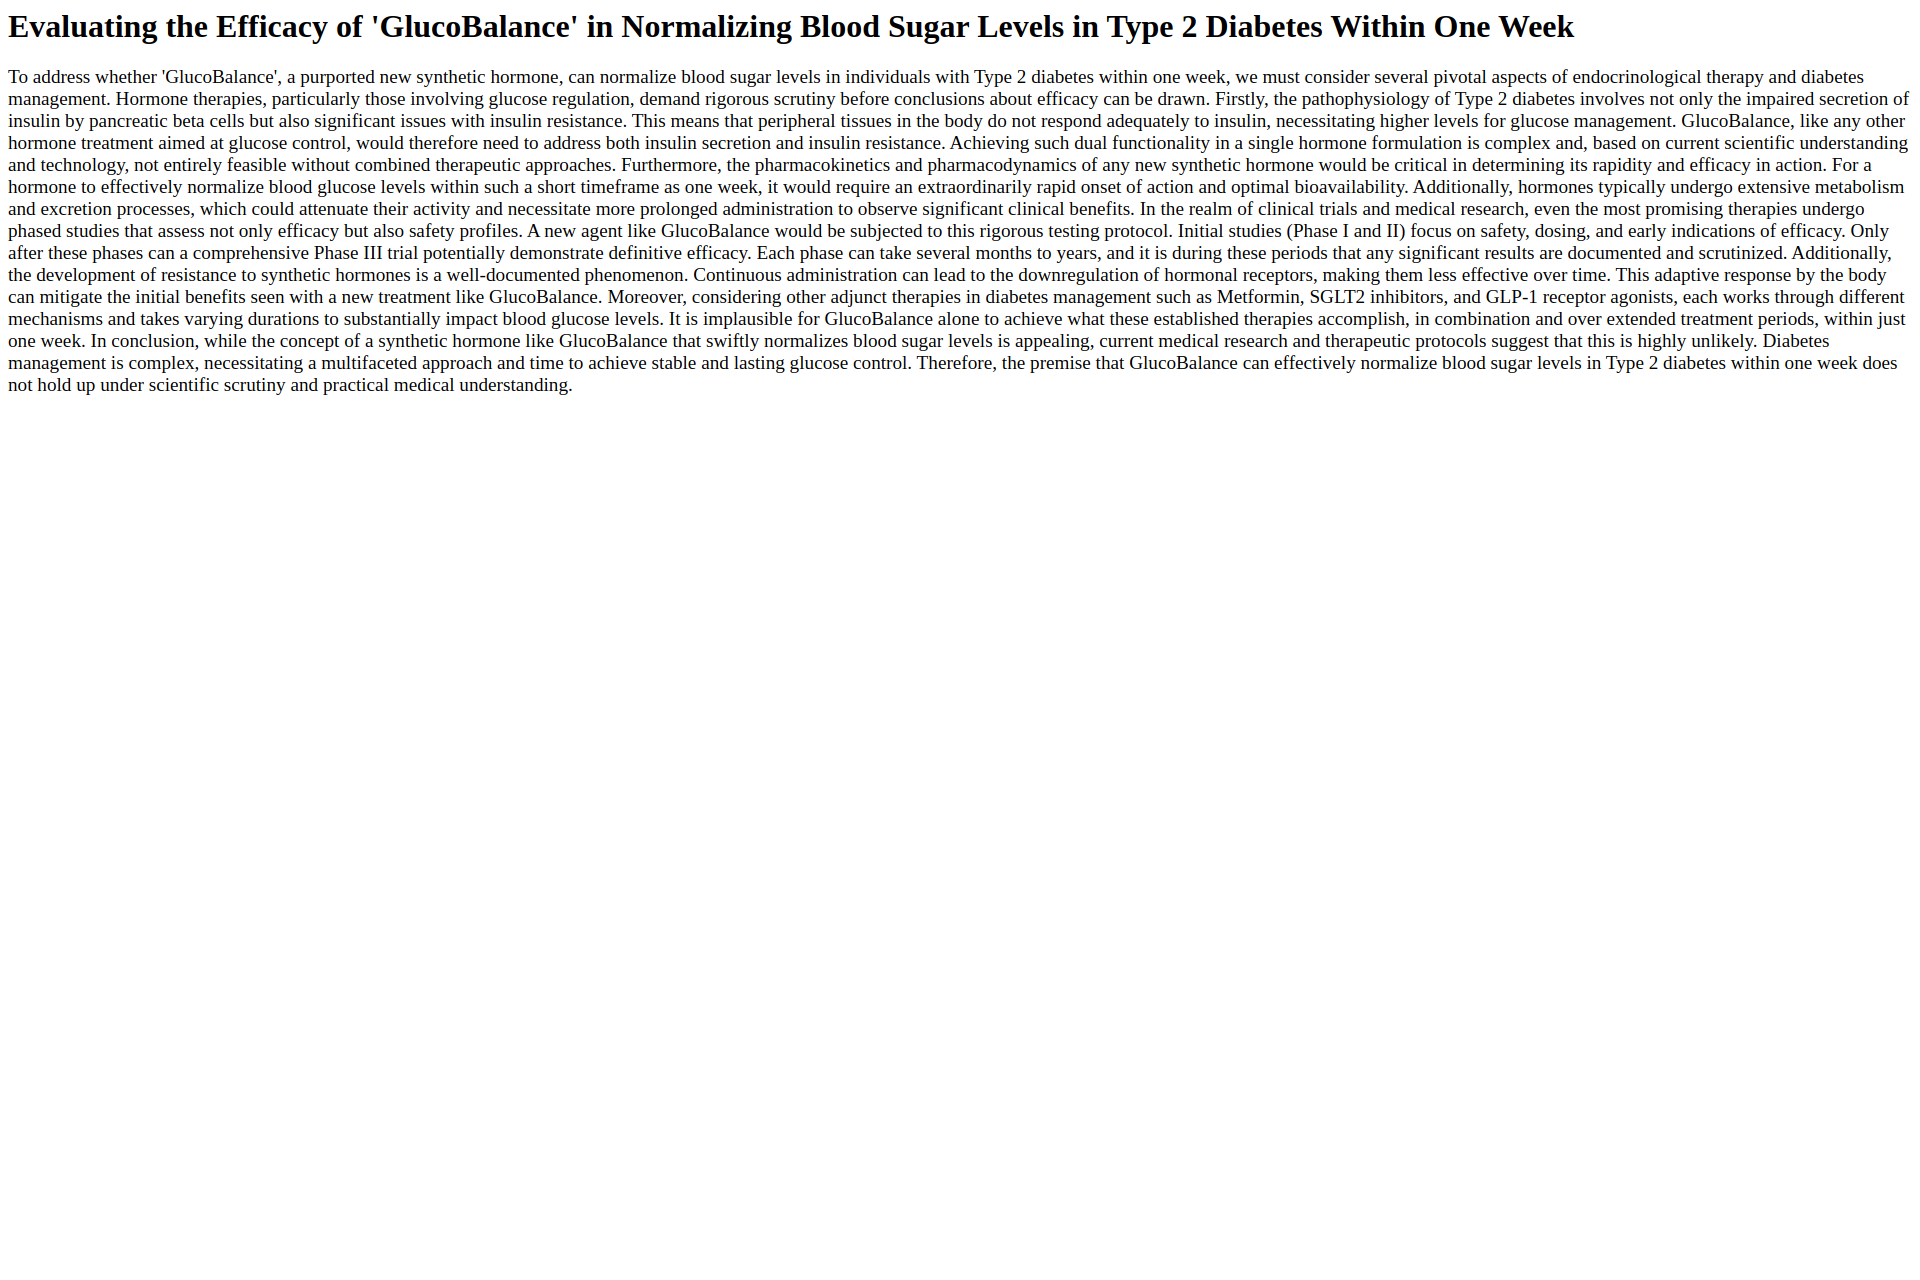 Evaluating the Efficacy of 'GlucoBalance' in Normalizing Blood Sugar Levels in Type 2 Diabetes Within One Week
To address whether 'GlucoBalance', a purported new synthetic hormone, can normalize blood sugar levels in individuals with Type 2 diabetes within one week, we must consider several pivotal aspects of endocrinological therapy and diabetes
management. Hormone therapies, particularly those involving glucose regulation, demand rigorous scrutiny before conclusions about efficacy can be drawn. Firstly, the pathophysiology of Type 2 diabetes involves not only the impaired secretion of
insulin by pancreatic beta cells but also significant issues with insulin resistance. This means that peripheral tissues in the body do not respond adequately to insulin, necessitating higher levels for glucose management. GlucoBalance, like any other
hormone treatment aimed at glucose control, would therefore need to address both insulin secretion and insulin resistance. Achieving such dual functionality in a single hormone formulation is complex and, based on current scientific understanding
and technology, not entirely feasible without combined therapeutic approaches. Furthermore, the pharmacokinetics and pharmacodynamics of any new synthetic hormone would be critical in determining its rapidity and efficacy in action. For a
hormone to effectively normalize blood glucose levels within such a short timeframe as one week, it would require an extraordinarily rapid onset of action and optimal bioavailability. Additionally, hormones typically undergo extensive metabolism
and excretion processes, which could attenuate their activity and necessitate more prolonged administration to observe significant clinical benefits. In the realm of clinical trials and medical research, even the most promising therapies undergo
phased studies that assess not only efficacy but also safety profiles. A new agent like GlucoBalance would be subjected to this rigorous testing protocol. Initial studies (Phase I and II) focus on safety, dosing, and early indications of efficacy. Only
after these phases can a comprehensive Phase III trial potentially demonstrate definitive efficacy. Each phase can take several months to years, and it is during these periods that any significant results are documented and scrutinized. Additionally,
the development of resistance to synthetic hormones is a well-documented phenomenon. Continuous administration can lead to the downregulation of hormonal receptors, making them less effective over time. This adaptive response by the body
can mitigate the initial benefits seen with a new treatment like GlucoBalance. Moreover, considering other adjunct therapies in diabetes management such as Metformin, SGLT2 inhibitors, and GLP-1 receptor agonists, each works through different
mechanisms and takes varying durations to substantially impact blood glucose levels. It is implausible for GlucoBalance alone to achieve what these established therapies accomplish, in combination and over extended treatment periods, within just
one week. In conclusion, while the concept of a synthetic hormone like GlucoBalance that swiftly normalizes blood sugar levels is appealing, current medical research and therapeutic protocols suggest that this is highly unlikely. Diabetes
management is complex, necessitating a multifaceted approach and time to achieve stable and lasting glucose control. Therefore, the premise that GlucoBalance can effectively normalize blood sugar levels in Type 2 diabetes within one week does
not hold up under scientific scrutiny and practical medical understanding.